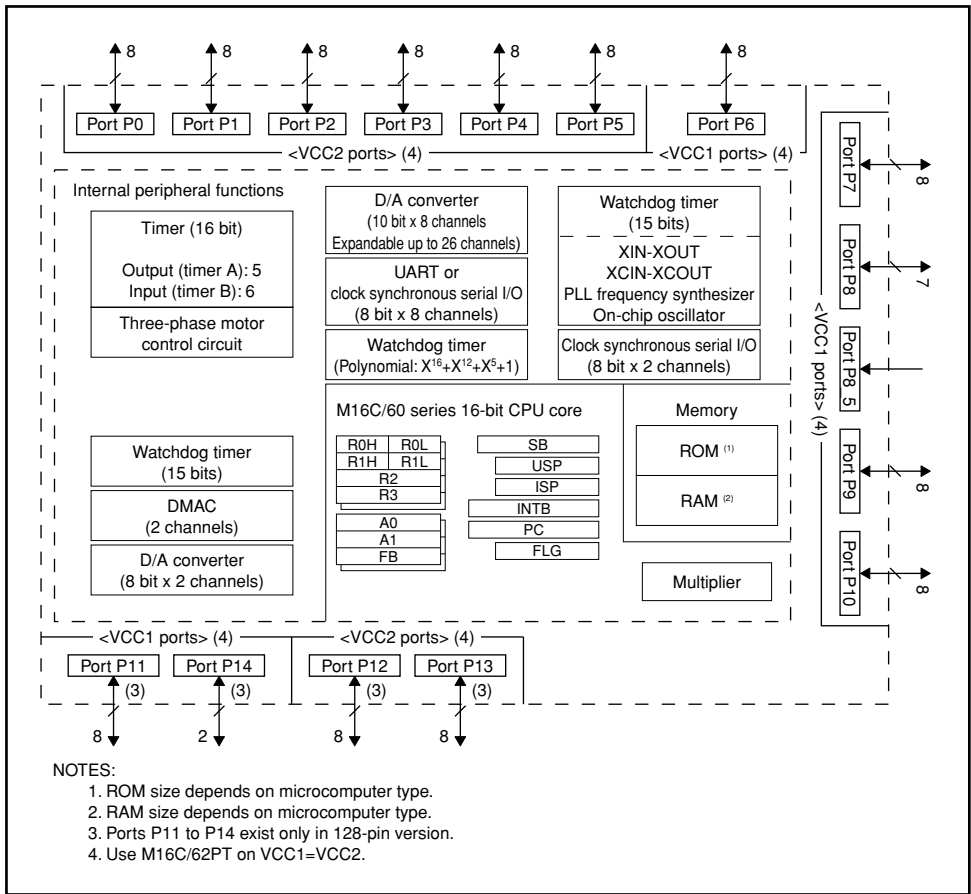 8 8 8 8 8 8 8
Port P0 Port P1 Port P2 Port P3 Port P4 Port P5 Port P6
<VCC2 ports> (4) <VCC1 ports> (4)
Internal peripheral functions
Timer (16 bit)
Output (timer A): 5
Input (timer B): 6
Three-phase motor
control circuit
Watchdog timer
(15 bits)
DMAC
(2 channels)
D/A converter
(8 bit x 2 channels)
D/A converter
(10 bit x 8 channels
Expandable up to 26 channels)
UART or
clock synchronous serial I/O
(8 bit x 8 channels)
Watchdog timer
(Polynomial: X¹⁶+X¹²+X⁵+1)
Watchdog timer
(15 bits)
XIN-XOUT
XCIN-XCOUT
PLL frequency synthesizer
On-chip oscillator
Clock synchronous serial I/O
(8 bit x 2 channels)
M16C/60 series 16-bit CPU core
R0H R0L
R1H R1L
R2
R3
A0
A1
FB
SB
USP
ISP
INTB
PC
FLG
Memory
ROM (1)
RAM (2)
Multiplier
<VCC1 ports> (4)
Port P7
8
Port P8
7
Port P8_5
Port P9
8
Port P10
8
<VCC1 ports> (4) <VCC2 ports> (4)
Port P11 Port P14 Port P12 Port P13
(3) (3) (3) (3)
8 2 8 8
NOTES:
1. ROM size depends on microcomputer type.
2. RAM size depends on microcomputer type.
3. Ports P11 to P14 exist only in 128-pin version.
4. Use M16C/62PT on VCC1=VCC2.